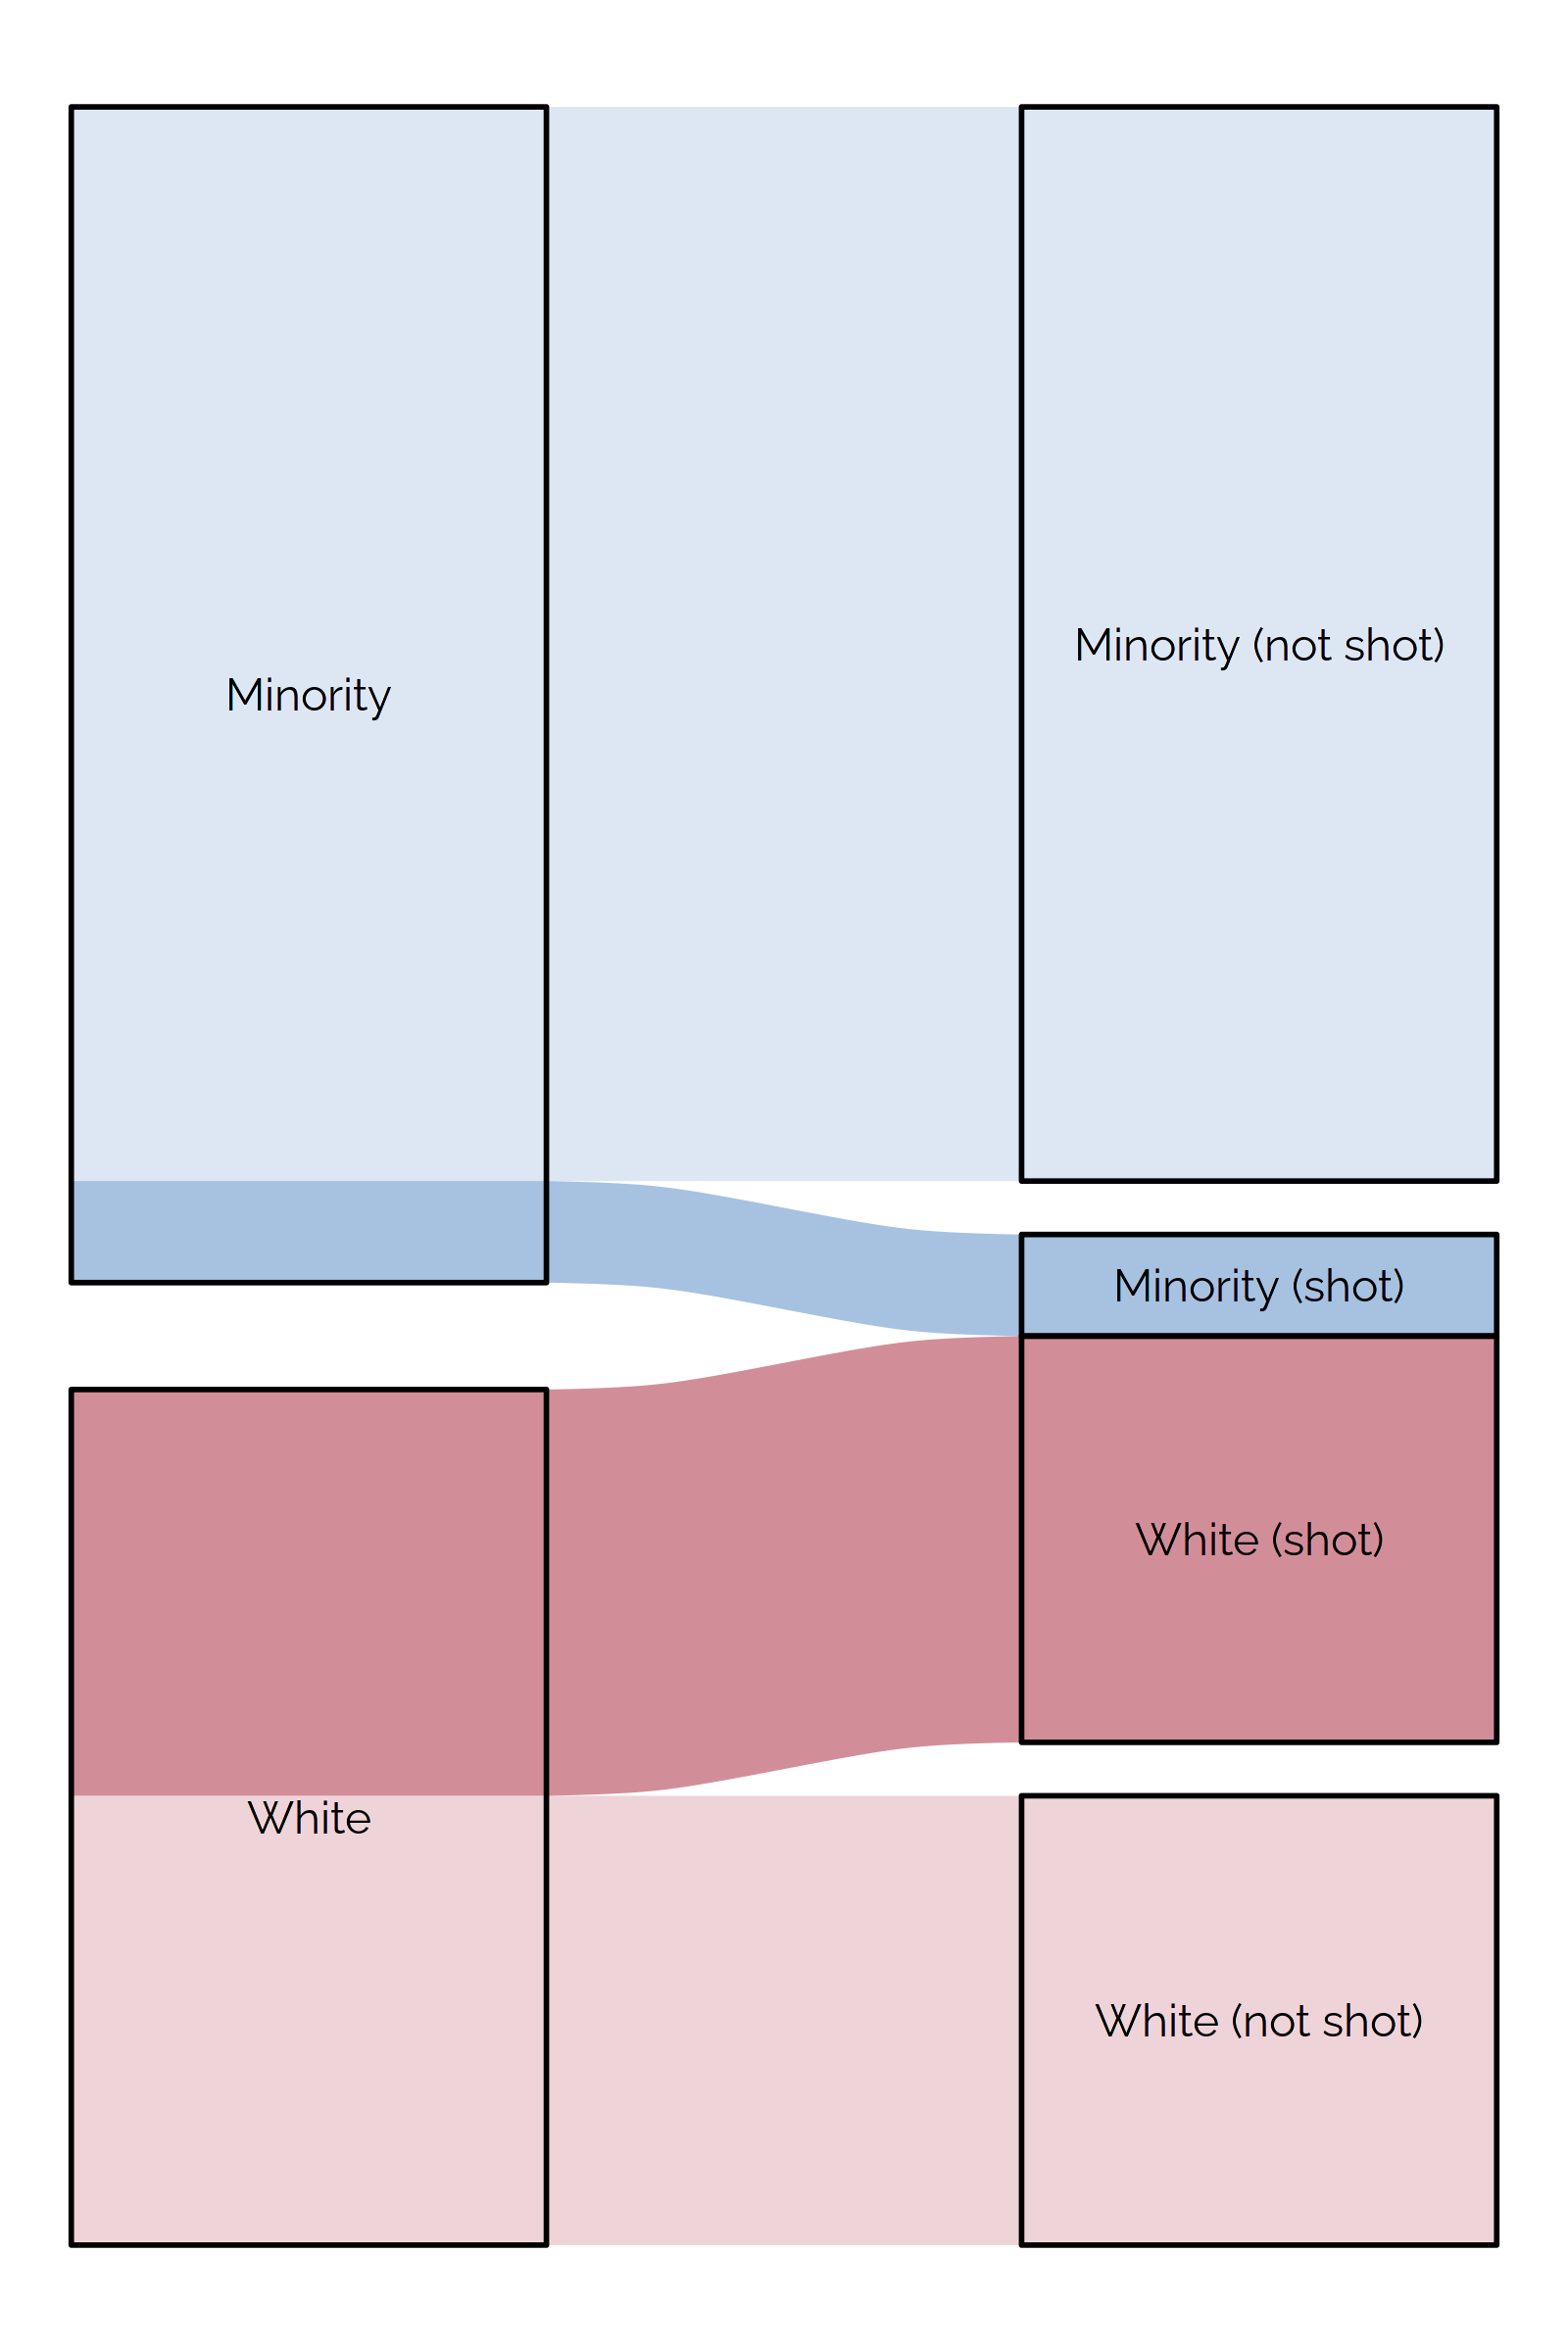 Minority (not shot)
Minority
Minority (shot)
White (shot)
White
White (not shot)